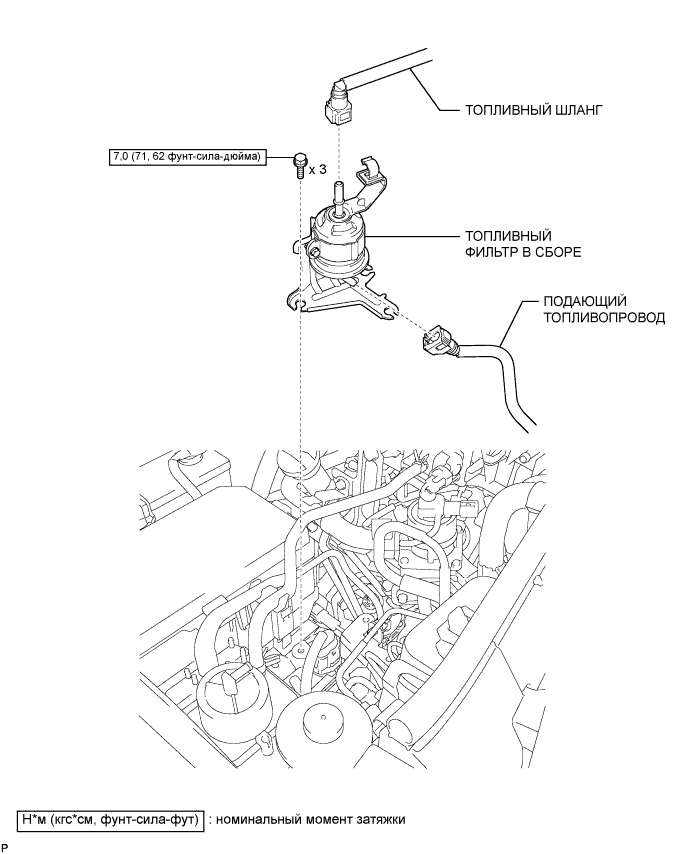 ТОПЛИВНЫЙ ШЛАНГ
7,0 (71, 62 фунт-сила-дюйма)
x 3
ТОПЛИВНЫЙ
ФИЛЬТР В СБОРЕ
ПОДАЮЩИЙ
ТОПЛИВОПРОВОД
Н*м (кгс*см, фунт-сила-фут) : номинальный момент затяжки
P